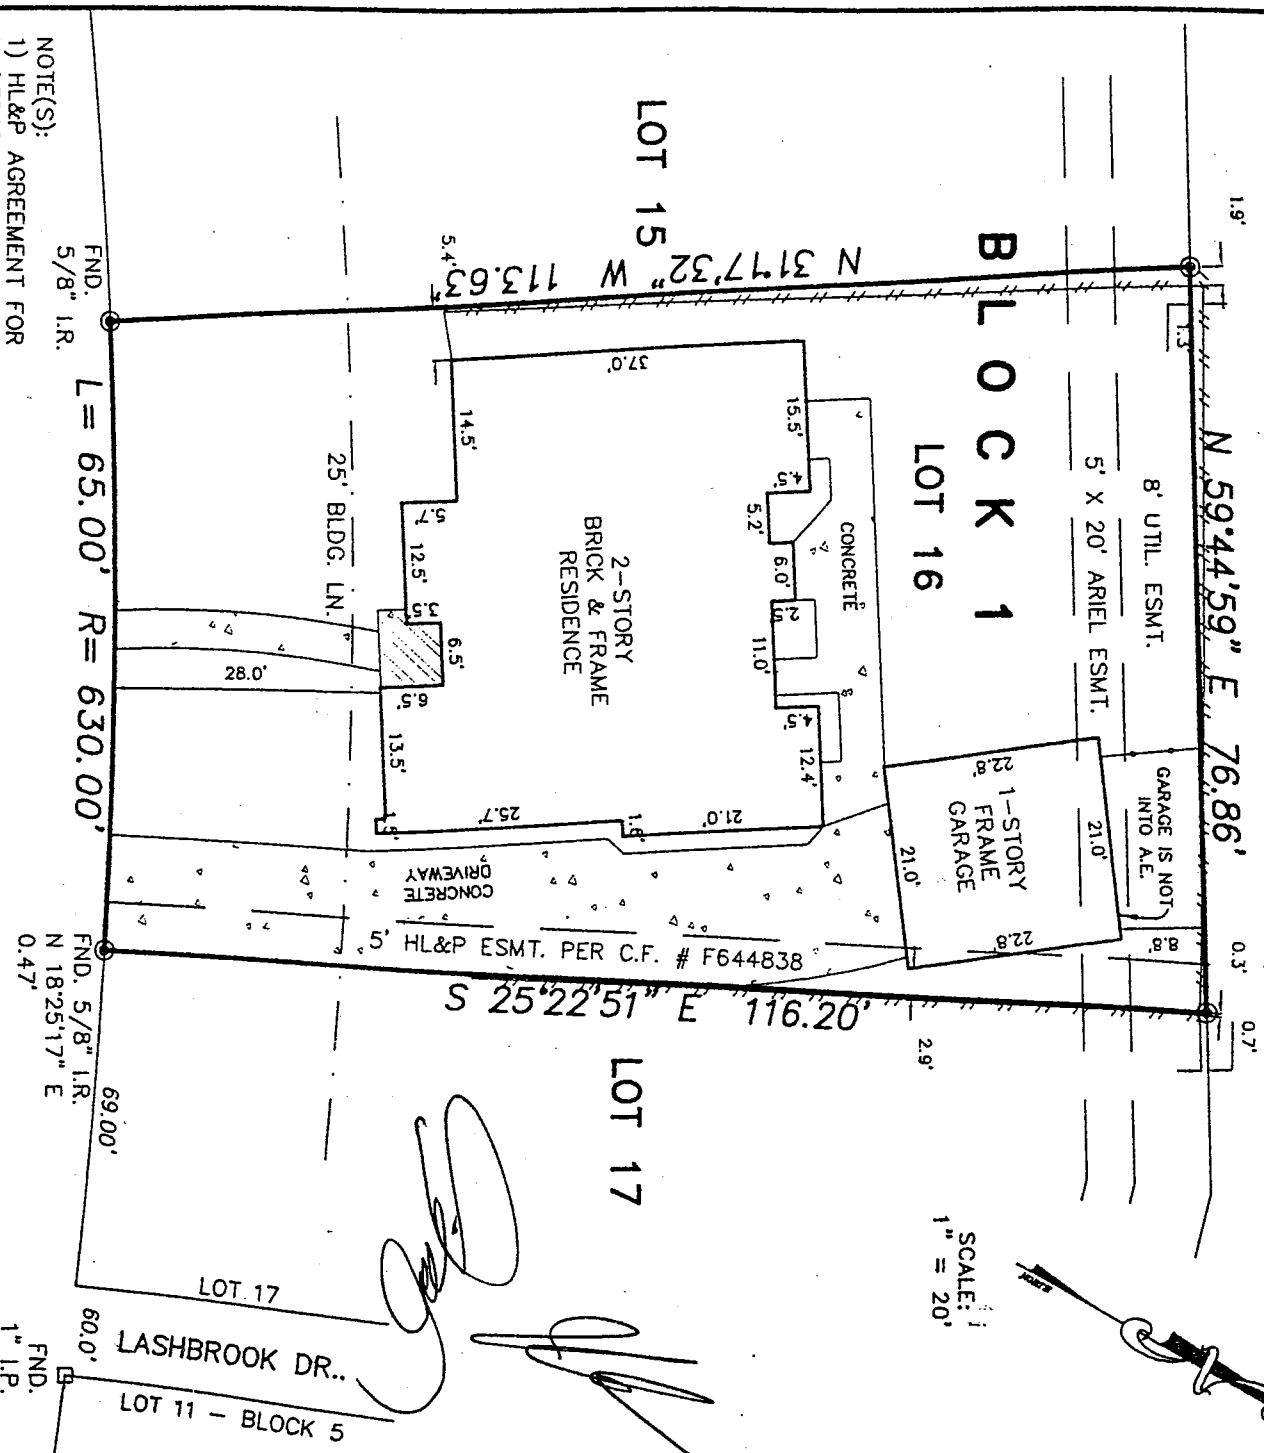 NOTE(S):
1) HL&P AGREEMENT FOR
LOT 15
BLOCK 1
LOT 16
LOT 17
N 31°17'32" W 113.63'
N 59°44'59" E 76.86'
S 25°22'51" E 116.20'
L= 65.00' R= 630.00'
FND.
5/8" I.R.
FND. 5/8" I.R.
N 18°25'17" E
0.47'
1.9'
1.3'
5.4'
0.3'
0.7'
2.9'
8.8'
8' UTIL. ESMT.
5' X 20' ARIEL ESMT.
GARAGE IS NOT
INTO A.E.
1-STORY
FRAME
GARAGE
22.8'
21.0'
21.0'
22.8'
CONCRETE
2-STORY
BRICK & FRAME
RESIDENCE
37.0'
15.5'
4.5'
5.2'
6.0'
2.5'
11.0'
4.5'
12.4'
21.0'
1.6'
25.7'
1.5'
13.5'
6.5'
6.5'
3.5'
12.5'
5.7'
14.5'
25' BLDG. LN.
28.0'
CONCRETE
DRIVEWAY
5' HL&P ESMT. PER C.F. # F644838
69.00'
60.0'
LOT 17
LASHBROOK DR..
LOT 11 - BLOCK 5
FND.
1" I.P.
SCALE:
1" = 20'